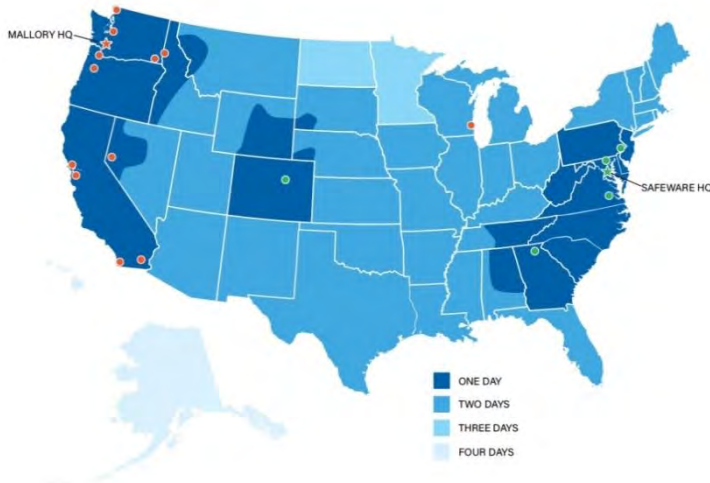 MALLORY HQ
SAFEWARE HQ
ONE DAY
TWO DAYS
THREE DAYS
FOUR DAYS